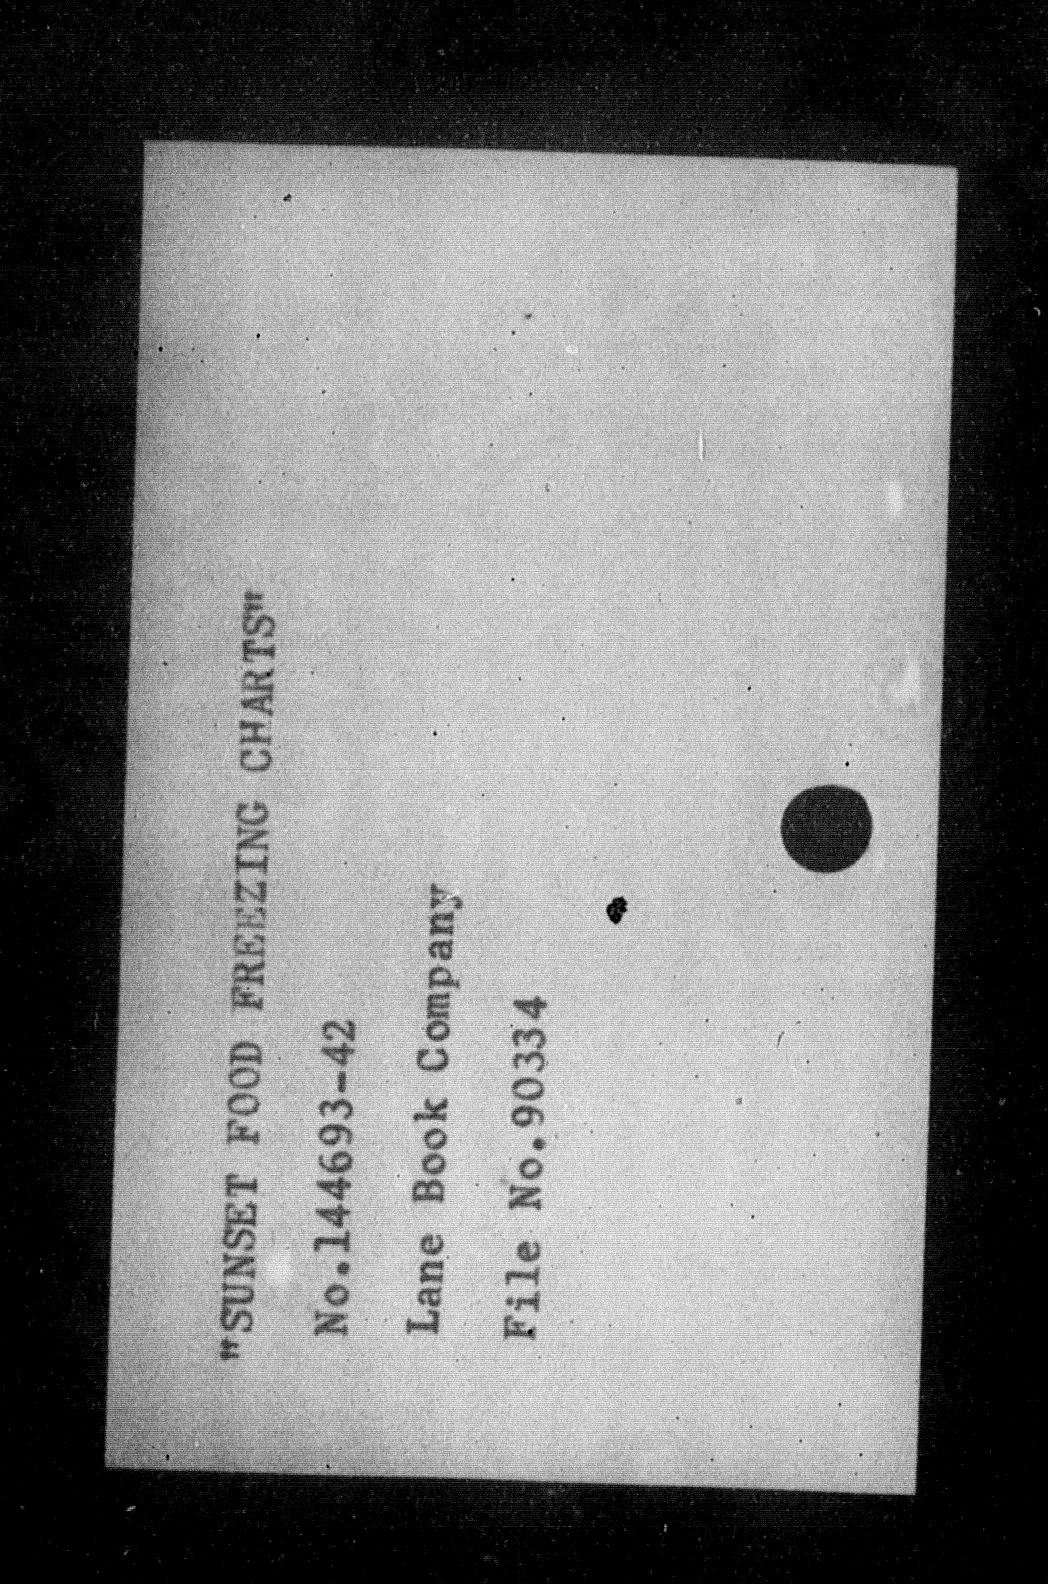 "SUNSET FOOD FREEZING CHARTS"
No.144693-42
Lane Book Company
File No.90334